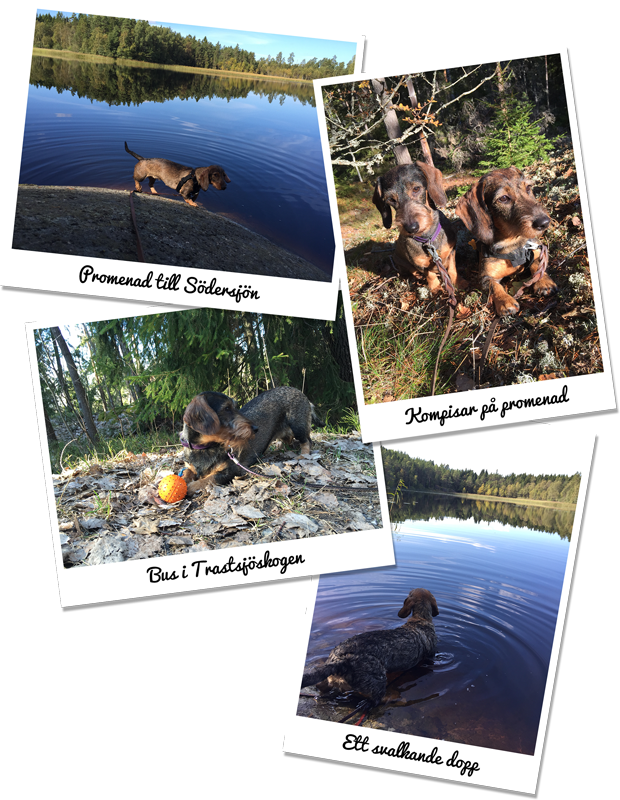 Promenad till Södersjön
Kompisar på promenad
Bus i Trastsjöskogen
Ett svalkande dopp